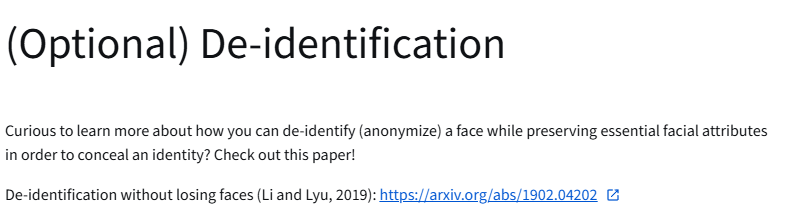 (Optional) De-identification
Curious to learn more about how you can de-identify (anonymize) a face while preserving essential facial attributes
in order to conceal an identity? Check out this paper!
De-identification without losing faces (Li and Lyu, 2019): https://arxiv.org/abs/1902.04202